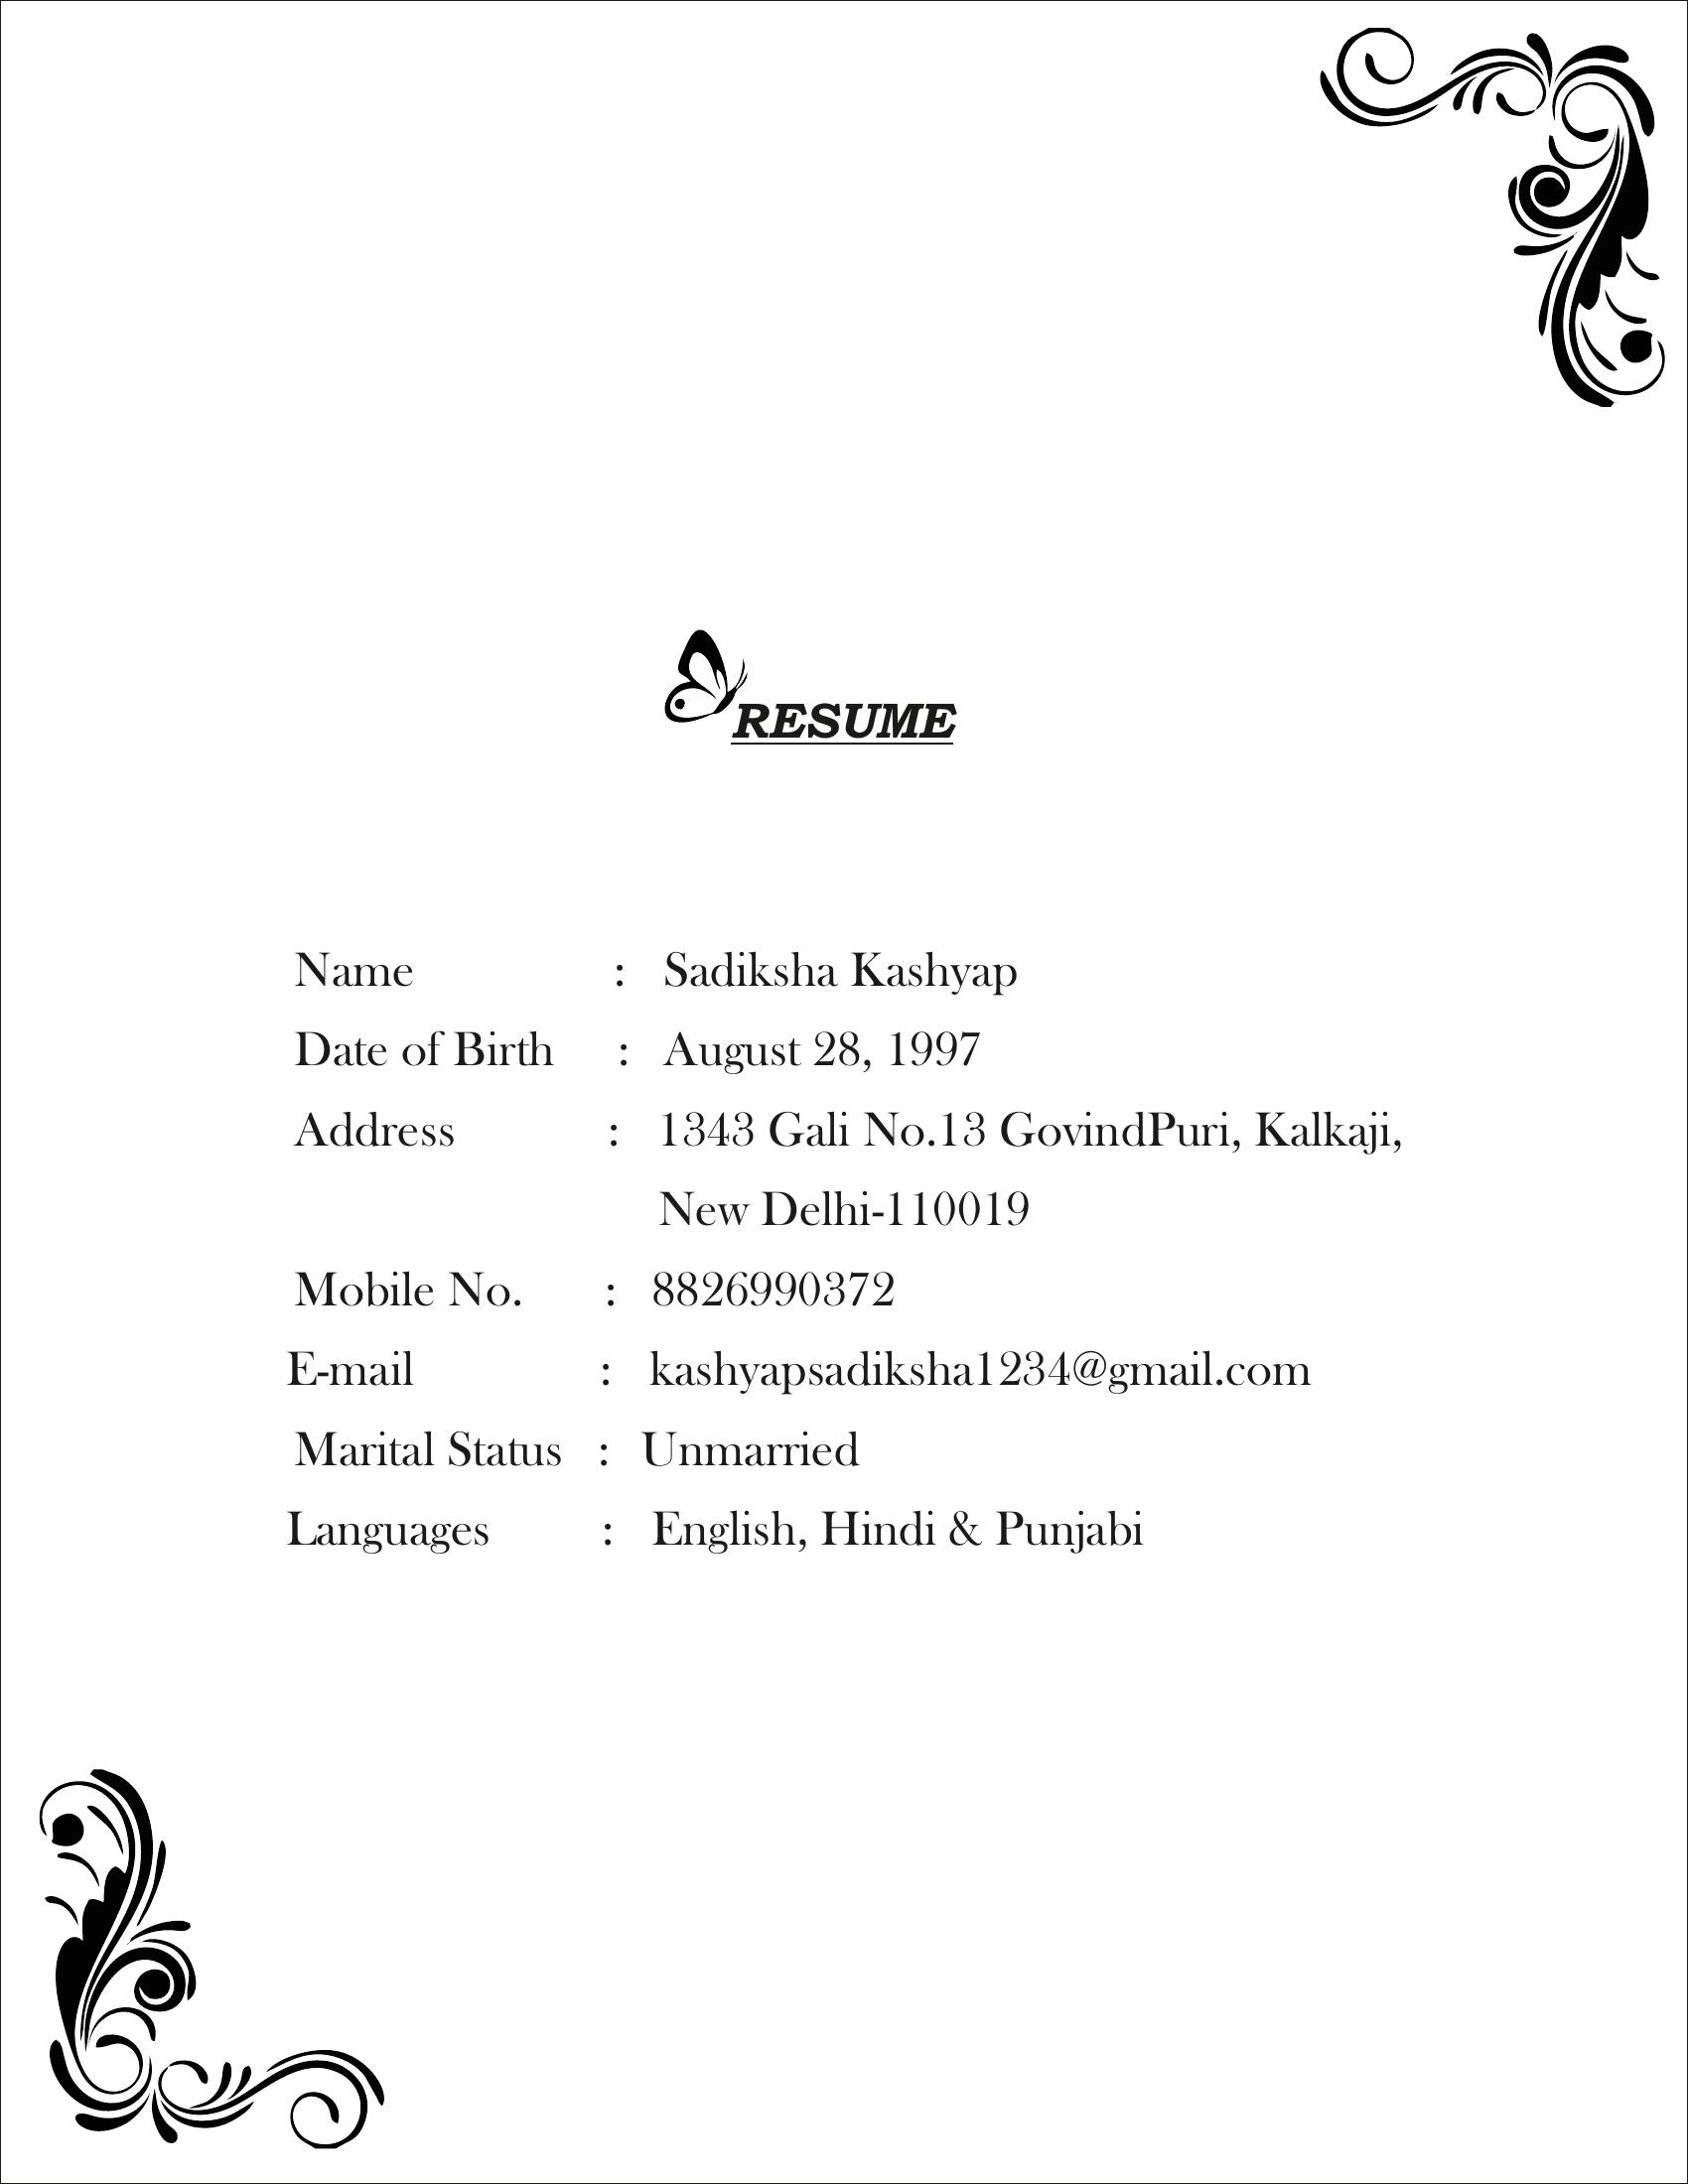 RESUME
Name : Sadiksha Kashyap
Date of Birth : August 28, 1997
Address : 1343 Gali No.13 GovindPuri, Kalkaji,
New Delhi-110019
Mobile No. : 8826990372
E-mail : kashyapsadiksha1234@gmail.com
Marital Status : Unmarried
Languages : English, Hindi & Punjabi